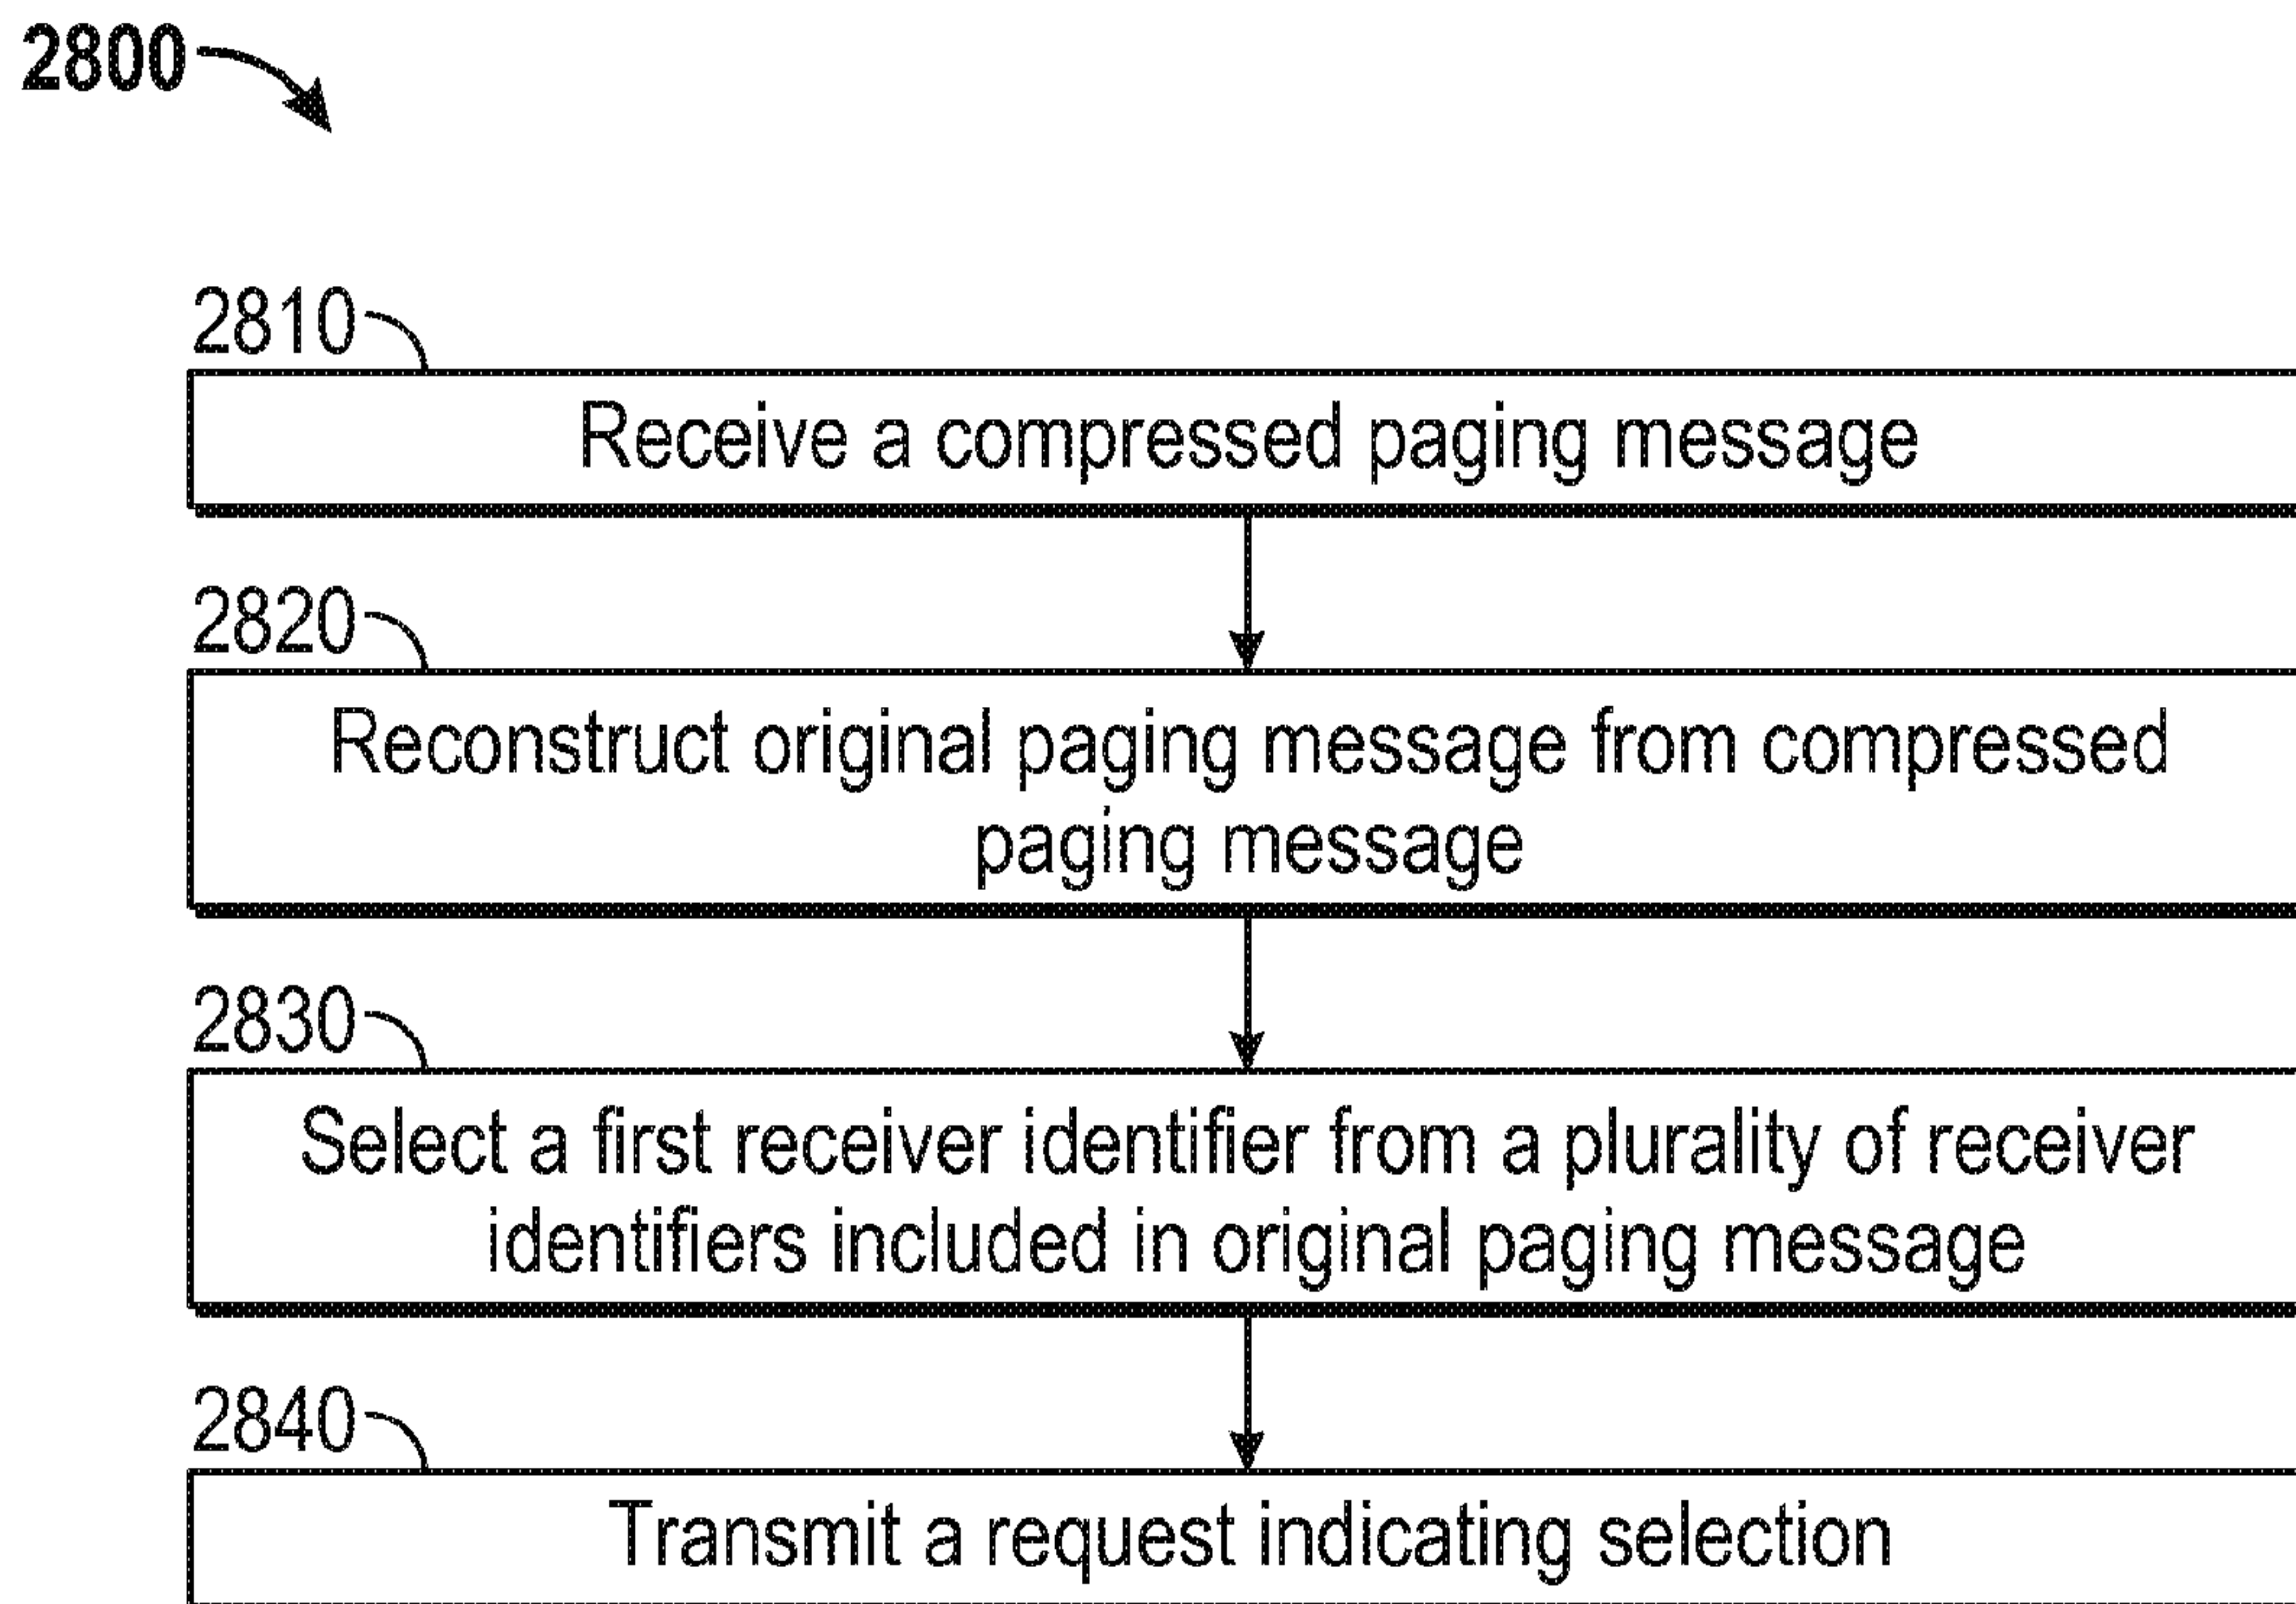 2800
2810
Receive a compressed paging message
2820
Reconstruct original paging message from compressed
paging message
2830
Select a first receiver identifier from a plurality of receiver
identifiers included in original paging message
2840
Transmit a request indicating selection